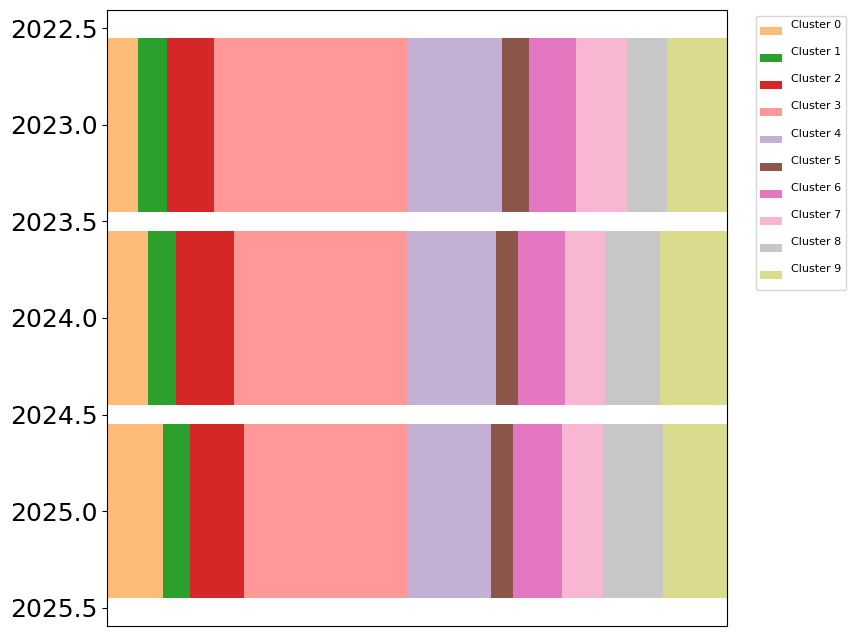 2022.5
2023.0
2023.5
2024.0
2024.5
2025.0
2025.5
Cluster 0
Cluster 1
Cluster 2
Cluster 3
Cluster 4
Cluster 5
Cluster 6
Cluster 7
Cluster 8
Cluster 9